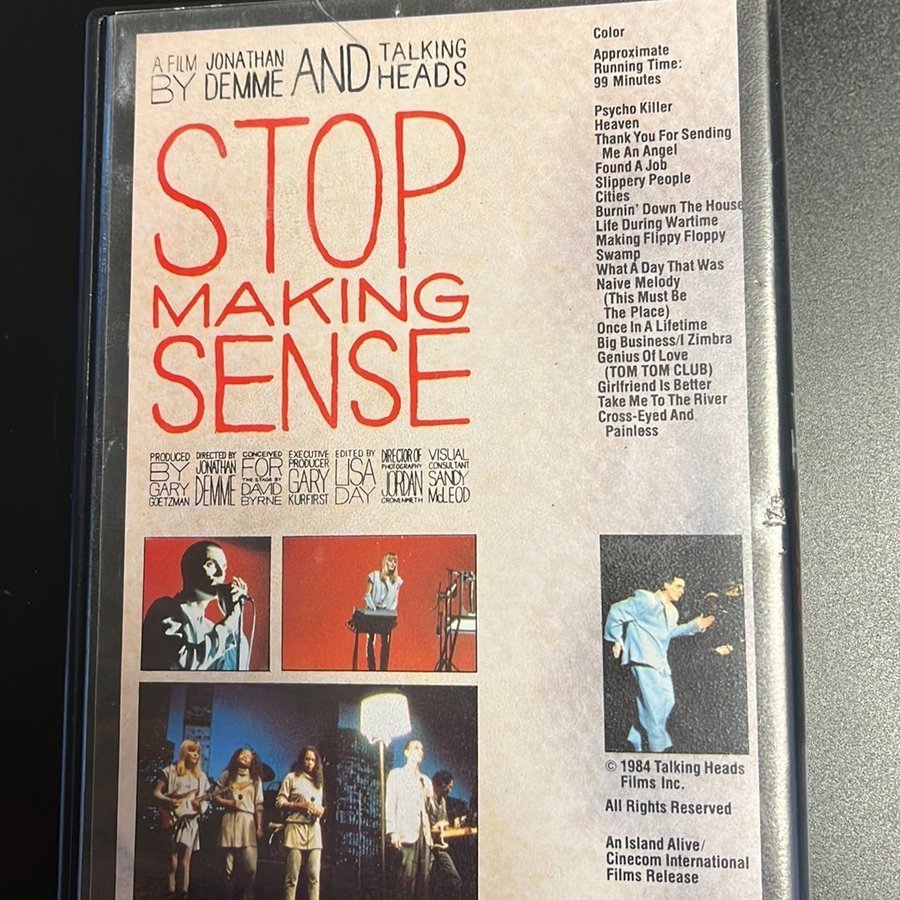 A FILM BY JONATHAN DEMME AND TALKING HEADS
STOP
MAKING
SENSE
PRODUCED BY GARY GOETZMAN
DIRECTED BY JONATHAN DEMME
CONCEIVED FOR THE STAGE BY DAVID BYRNE
EXECUTIVE PRODUCER GARY KURFIRST
EDITED BY LISA DAY
DIRECTOR OF PHOTOGRAPHY JORDAN CRONENWETH
VISUAL CONSULTANT SANDY McLEOD
Color
Approximate
Running Time:
99 Minutes
Psycho Killer
Heaven
Thank You For Sending
Me An Angel
Found A Job
Slippery People
Cities
Burnin' Down The House
Life During Wartime
Making Flippy Floppy
Swamp
What A Day That Was
Naive Melody
(This Must Be
The Place)
Once In A Lifetime
Big Business/I Zimbra
Genius Of Love
(TOM TOM CLUB)
Girlfriend Is Better
Take Me To The River
Cross-Eyed And
Painless
© 1984 Talking Heads
Films Inc.
All Rights Reserved
An Island Alive/
Cinecom International
Films Release